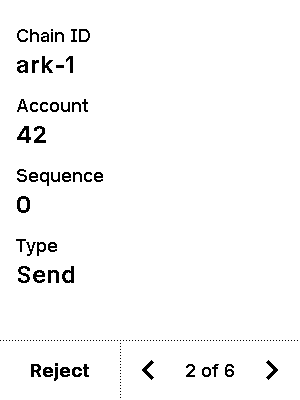 Chain ID
ark-1
Account
42
Sequence
0
Type
Send
Reject
2 of 6